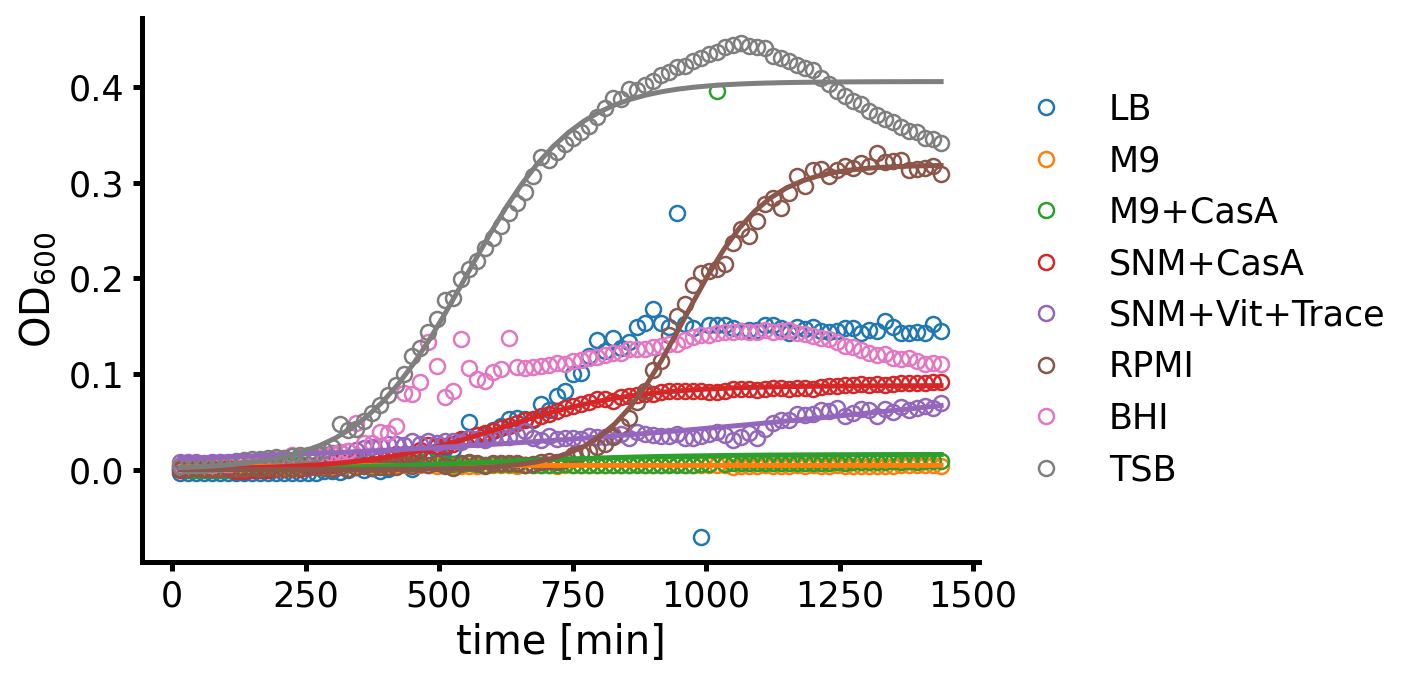 OD600
0.4
0.3
0.2
0.1
0.0
0 250 500 750 1000 1250 1500
time [min]
LB
M9
M9+CasA
SNM+CasA
SNM+Vit+Trace
RPMI
BHI
TSB